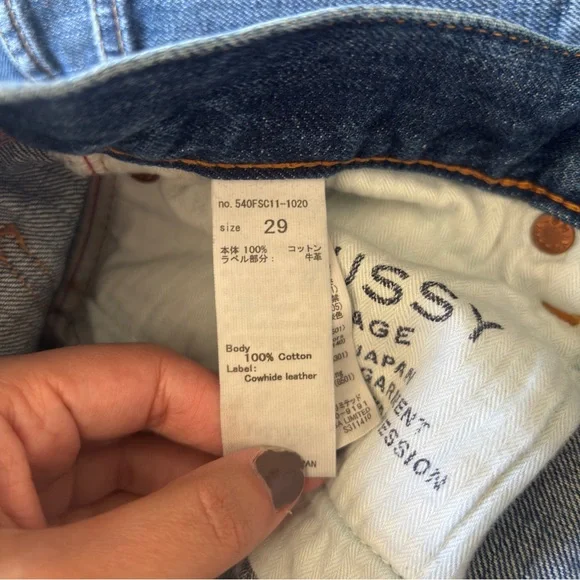 no. 540FSC11-1020
size 29
本体 100% コットン
ラベル部分: 牛革
Body
100% Cotton
Label:
Cowhide leather
USSY
AGE
JAPAN
GARMENT
ESSION